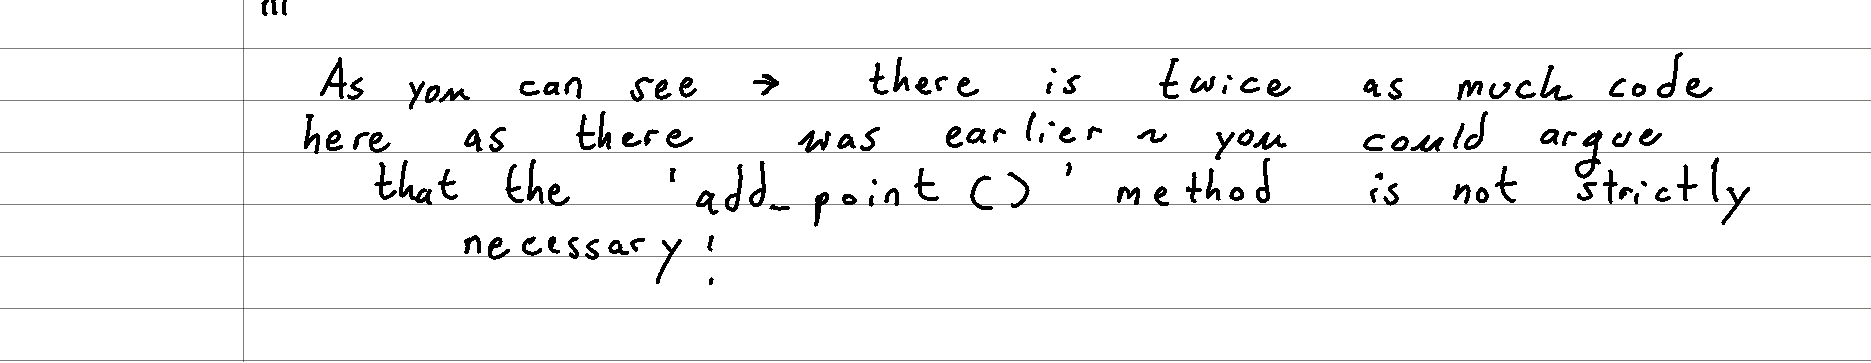 As you can see → there is twice as much code
here as there was earlier ~ you could argue
that the 'add_point()' method is not strictly
necessary!